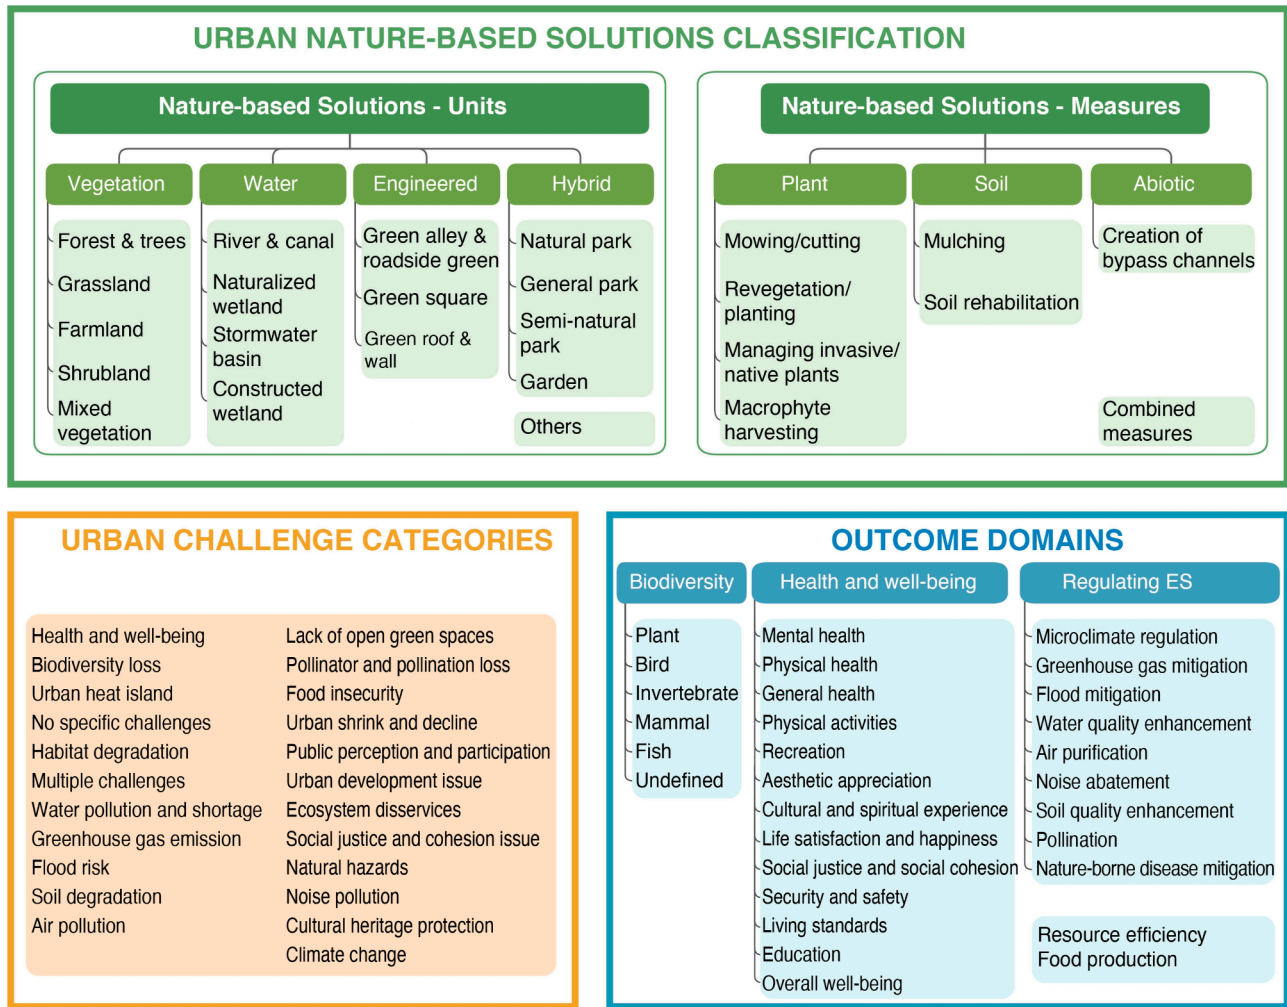 URBAN NATURE-BASED SOLUTIONS CLASSIFICATION
Nature-based Solutions - Units
Vegetation
Forest & trees
Grassland
Farmland
Shrubland
Mixed
vegetation
Water
River & canal
Naturalized
wetland
Stormwater
basin
Constructed
wetland
Engineered
Green alley &
roadside green
Green square
Green roof &
wall
Hybrid
Natural park
General park
Semi-natural
park
Garden
Others
Nature-based Solutions - Measures
Plant
Mowing/cutting
Revegetation/
planting
Managing invasive/
native plants
Macrophyte
harvesting
Soil
Mulching
Soil rehabilitation
Abiotic
Creation of
bypass channels
Combined
measures
URBAN CHALLENGE CATEGORIES
Health and well-being
Biodiversity loss
Urban heat island
No specific challenges
Habitat degradation
Multiple challenges
Water pollution and shortage
Greenhouse gas emission
Flood risk
Soil degradation
Air pollution
Lack of open green spaces
Pollinator and pollination loss
Food insecurity
Urban shrink and decline
Public perception and participation
Urban development issue
Ecosystem disservices
Social justice and cohesion issue
Natural hazards
Noise pollution
Cultural heritage protection
Climate change
OUTCOME DOMAINS
Biodiversity
Plant
Bird
Invertebrate
Mammal
Fish
Undefined
Health and well-being
Mental health
Physical health
General health
Physical activities
Recreation
Aesthetic appreciation
Cultural and spiritual experience
Life satisfaction and happiness
Social justice and social cohesion
Security and safety
Living standards
Education
Overall well-being
Regulating ES
Microclimate regulation
Greenhouse gas mitigation
Flood mitigation
Water quality enhancement
Air purification
Noise abatement
Soil quality enhancement
Pollination
Nature-borne disease mitigation
Resource efficiency
Food production